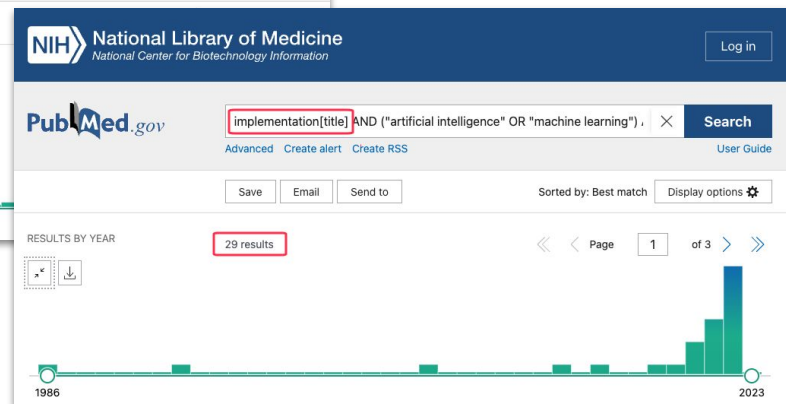 NIH National Library of Medicine
National Center for Biotechnology Information
Log in
PubMed.gov
implementation[title] AND ("artificial intelligence" OR "machine learning")
Search
Advanced Create alert Create RSS
User Guide
Save Email Send to
Sorted by: Best match Display options
RESULTS BY YEAR
29 results
Page 1 of 3
1986
2023